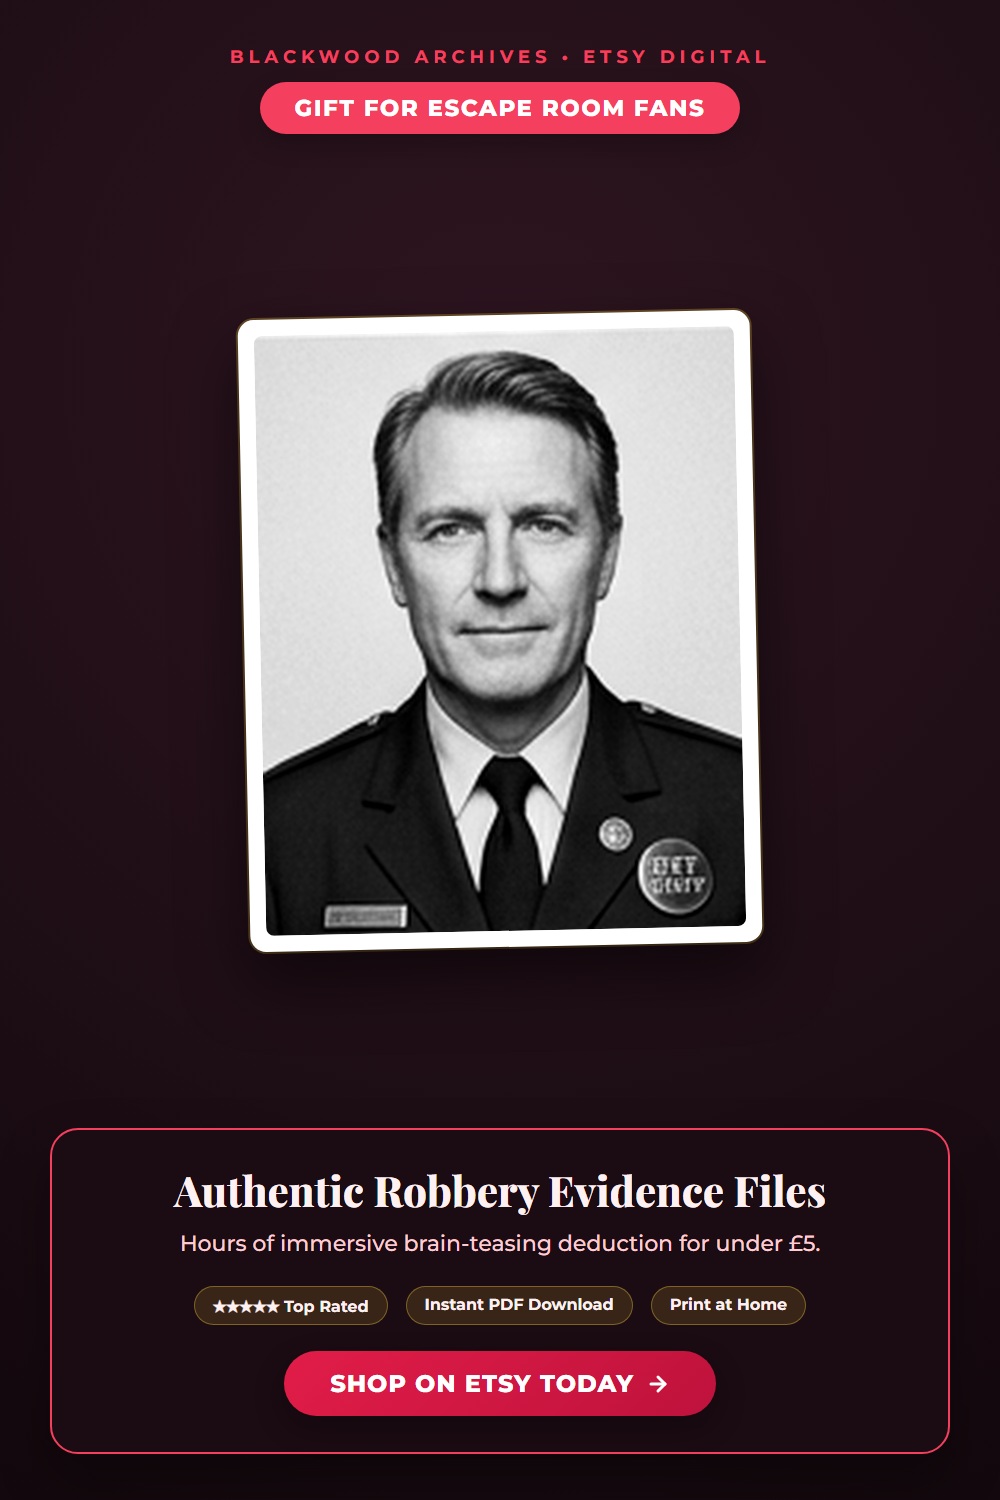 BLACKWOOD ARCHIVES • ETSY DIGITAL
GIFT FOR ESCAPE ROOM FANS
Authentic Robbery Evidence Files
Hours of immersive brain-teasing deduction for under £5.
★★★★★ Top Rated
Instant PDF Download
Print at Home
SHOP ON ETSY TODAY →